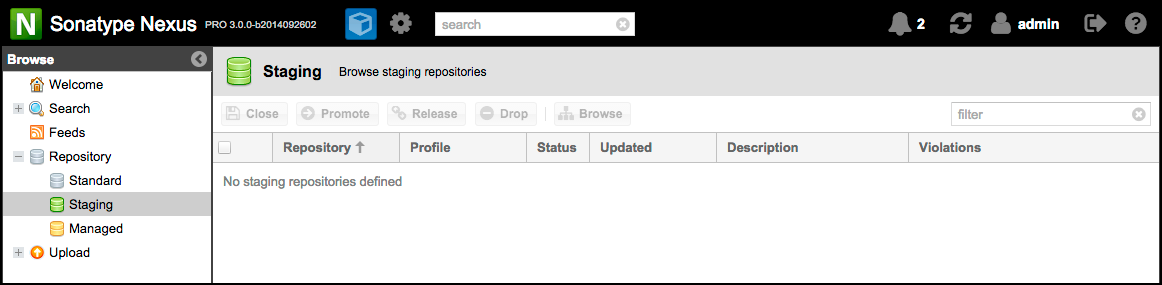 N Sonatype Nexus PRO 3.0.0-b2014092602 search 2 admin ?
Browse
Welcome
Search
Feeds
Repository
Standard
Staging
Managed
Upload
Staging Browse staging repositories
Close Promote Release Drop Browse filter
Repository Profile Status Updated Description Violations
No staging repositories defined